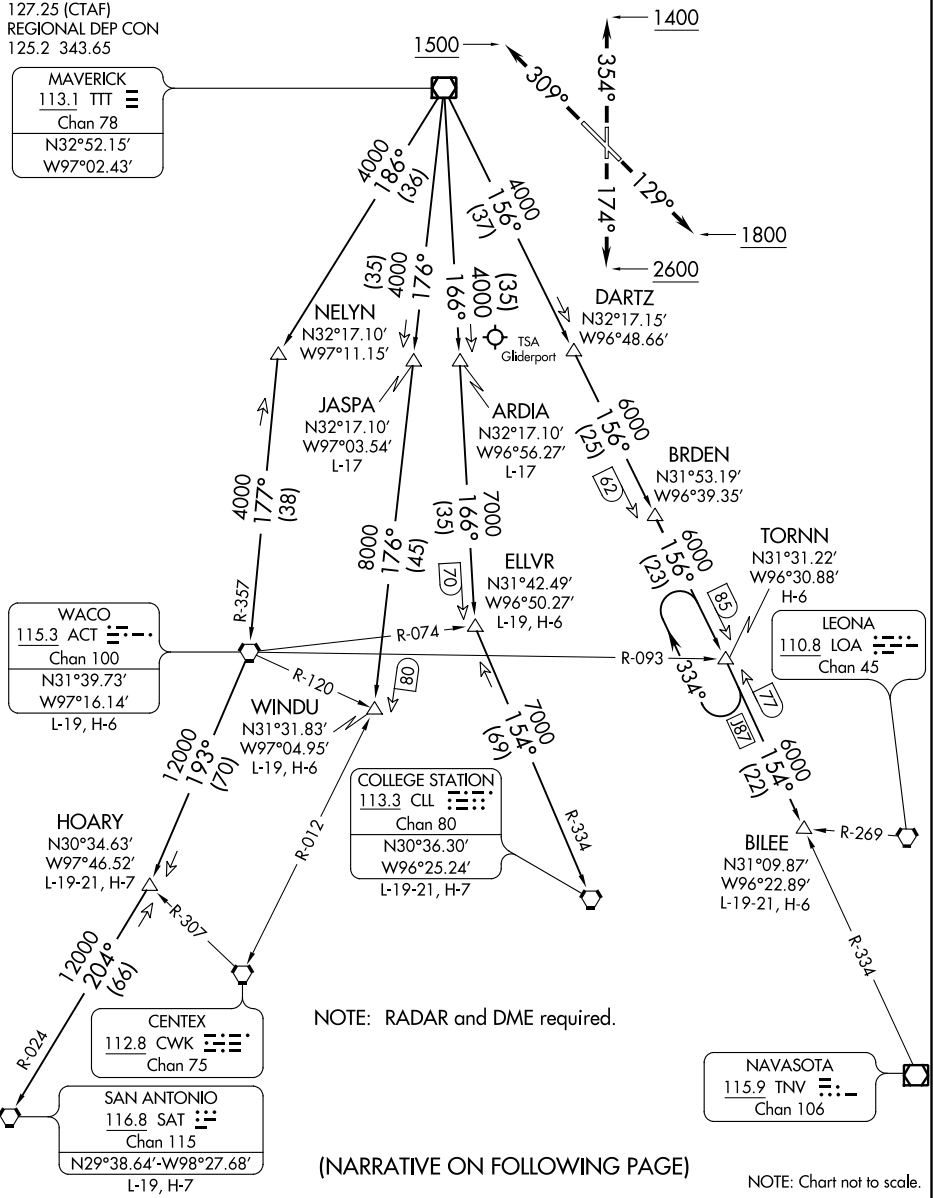 127.25 (CTAF)
REGIONAL DEP CON
125.2 343.65
MAVERICK
113.1 TTT
Chan 78
N32°52.15′
W97°02.43′
1500
1400
309°
354°
129°
174°
1800
2600
4000
186°
(36)
(35)
4000
176°
166°
4000
(35)
4000
156°
(37)
TSA
Gliderport
NELYN
N32°17.10′
W97°11.15′
JASPA
N32°17.10′
W97°03.54′
L-17
ARDIA
N32°17.10′
W96°56.27′
L-17
DARTZ
N32°17.15′
W96°48.66′
6000
156°
(25)
62
BRDEN
N31°53.19′
W96°39.35′
4000
177°
(38)
R-357
8000
176°
(45)
7000
166°
(35)
70
ELLVR
N31°42.49′
W96°50.27′
L-19, H-6
6000
156°
(23)
85
TORNN
N31°31.22′
W96°30.88′
H-6
WACO
115.3 ACT
Chan 100
N31°39.73′
W97°16.14′
L-19, H-6
R-074
R-093
R-120
80
WINDU
N31°31.83′
W97°04.95′
L-19, H-6
334°
77
J87
LEONA
110.8 LOA
Chan 45
12000
193°
(70)
7000
154°
(69)
R-334
6000
154°
(22)
COLLEGE STATION
113.3 CLL
Chan 80
N30°36.30′
W96°25.24′
L-19-21, H-7
R-269
BILEE
N31°09.87′
W96°22.89′
L-19-21, H-6
HOARY
N30°34.63′
W97°46.52′
L-19-21, H-7
R-012
R-307
R-334
12000
204°
(66)
R-024
CENTEX
112.8 CWK
Chan 75
NOTE: RADAR and DME required.
SAN ANTONIO
116.8 SAT
Chan 115
N29°38.64′-W98°27.68′
L-19, H-7
NAVASOTA
115.9 TNV
Chan 106
(NARRATIVE ON FOLLOWING PAGE)
NOTE: Chart not to scale.